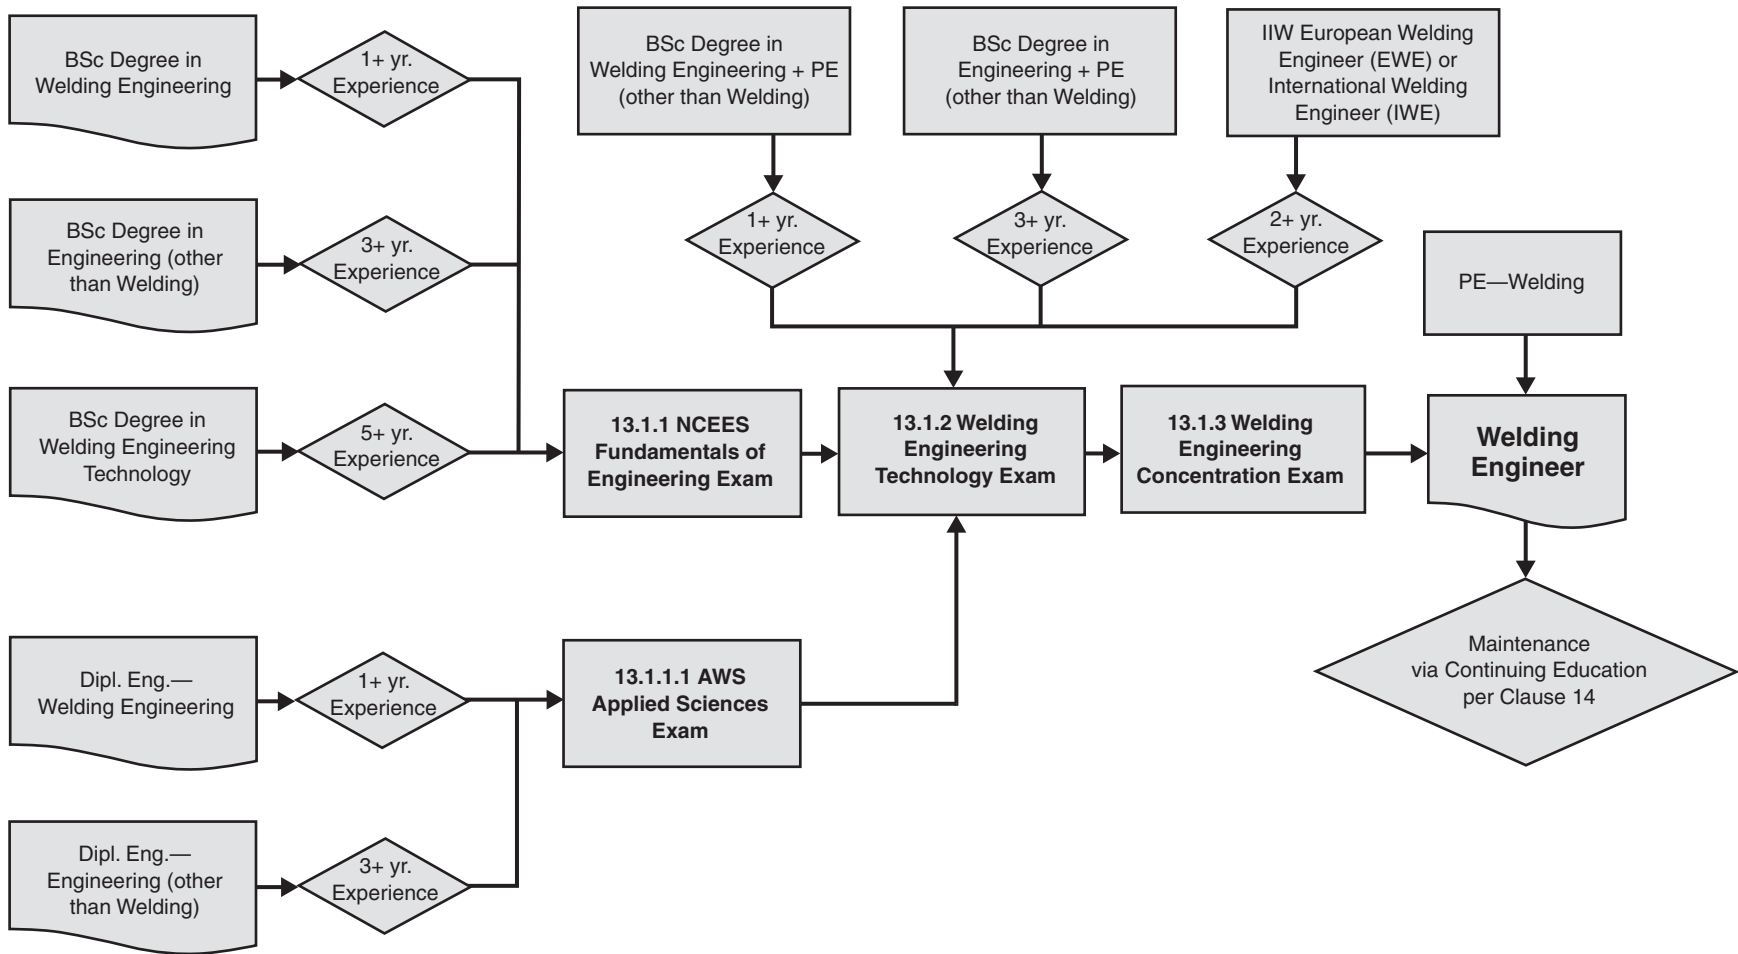 BSc Degree in
Welding Engineering
1+ yr.
Experience
BSc Degree in
Welding Engineering + PE
(other than Welding)
BSc Degree in
Engineering + PE
(other than Welding)
IIW European Welding
Engineer (EWE) or
International Welding
Engineer (IWE)
BSc Degree in
Engineering (other
than Welding)
3+ yr.
Experience
1+ yr.
Experience
3+ yr.
Experience
2+ yr.
Experience
PE—Welding
BSc Degree in
Welding Engineering
Technology
5+ yr.
Experience
13.1.1 NCEES
Fundamentals of
Engineering Exam
13.1.2 Welding
Engineering
Technology Exam
13.1.3 Welding
Engineering
Concentration Exam
Welding
Engineer
Dipl. Eng.—
Welding Engineering
1+ yr.
Experience
13.1.1.1 AWS
Applied Sciences
Exam
Maintenance
via Continuing Education
per Clause 14
Dipl. Eng.—
Engineering (other
than Welding)
3+ yr.
Experience